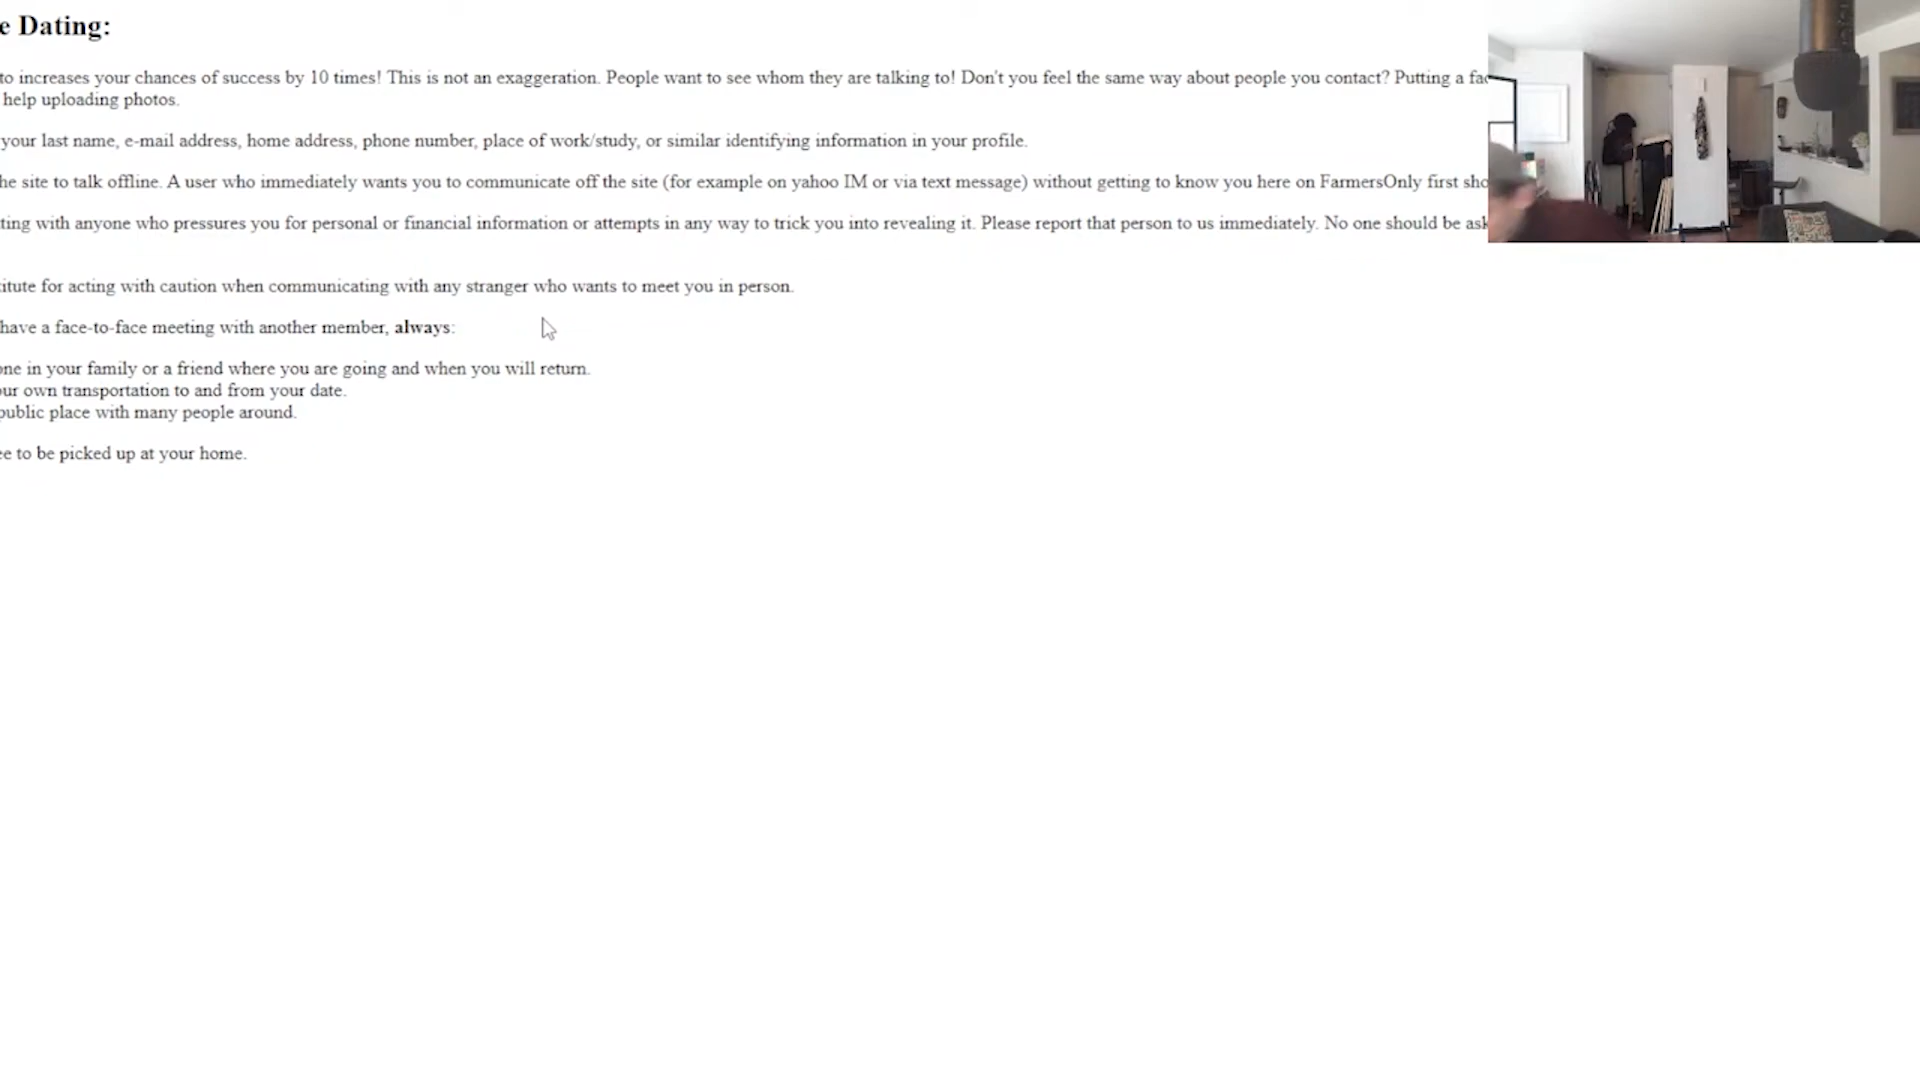 e Dating:
to increases your chances of success by 10 times! This is not an exaggeration. People want to see whom they are talking to! Don't you feel the same way about people you contact? Putting a fac
help uploading photos.
your last name, e-mail address, home address, phone number, place of work/study, or similar identifying information in your profile.
he site to talk offline. A user who immediately wants you to communicate off the site (for example on yahoo IM or via text message) without getting to know you here on FarmersOnly first sho
ting with anyone who pressures you for personal or financial information or attempts in any way to trick you into revealing it. Please report that person to us immediately. No one should be ask
itute for acting with caution when communicating with any stranger who wants to meet you in person.
have a face-to-face meeting with another member, always:
one in your family or a friend where you are going and when you will return.
our own transportation to and from your date.
public place with many people around.
ee to be picked up at your home.